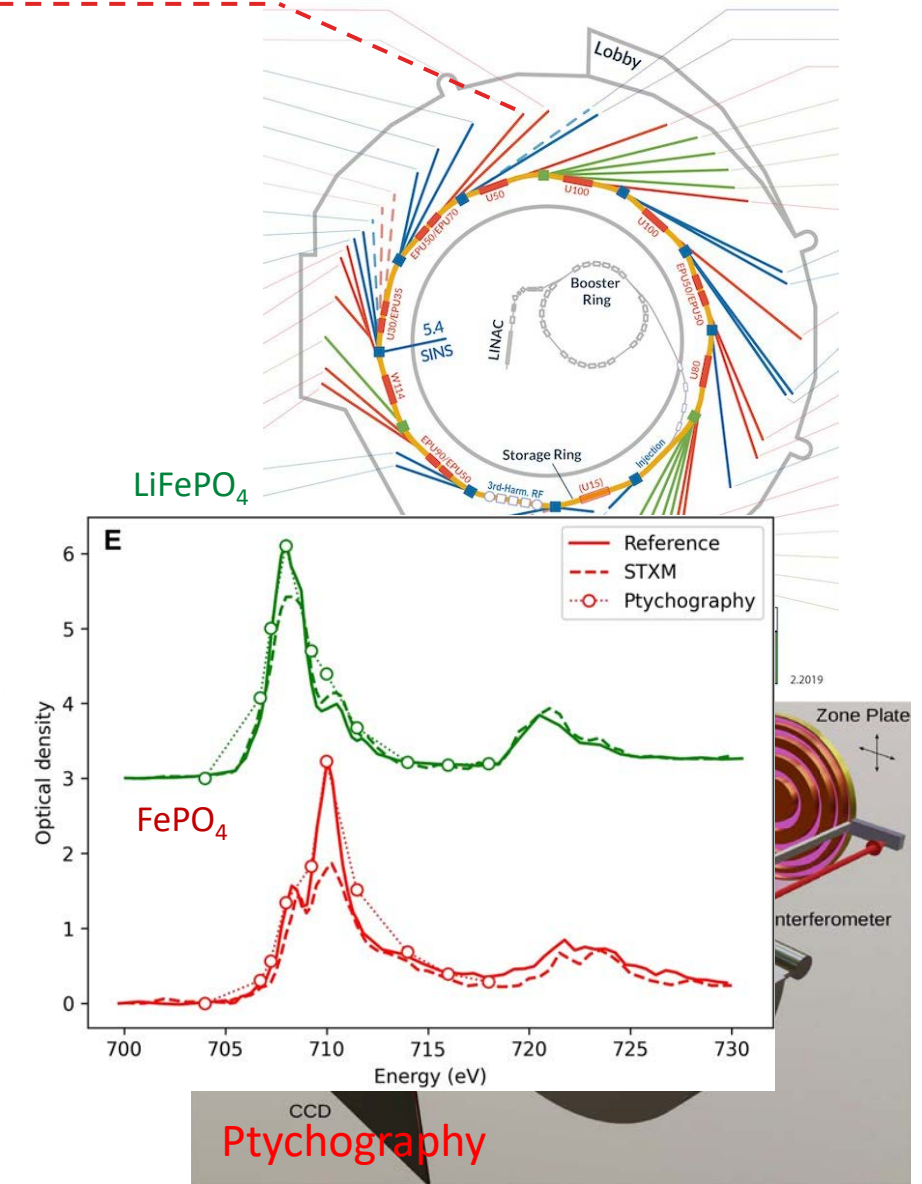 Lobby
U50
U100
EPU50/EPU70
U100
Booster
Ring
EPU50/EPU50
U30/EPU35
5.4
SINS
LINAC
W114
U80
EPU90/EPU50
Storage Ring
Injection
3rd-Harm. RF
(U15)
LiFePO4
E
Reference
STXM
Ptychography
6
5
4
3
2
1
0
Optical density
FePO4
700
705
710
715
720
725
730
Energy (eV)
2.2019
Zone Plate
nterferometer
CCD
Ptychography